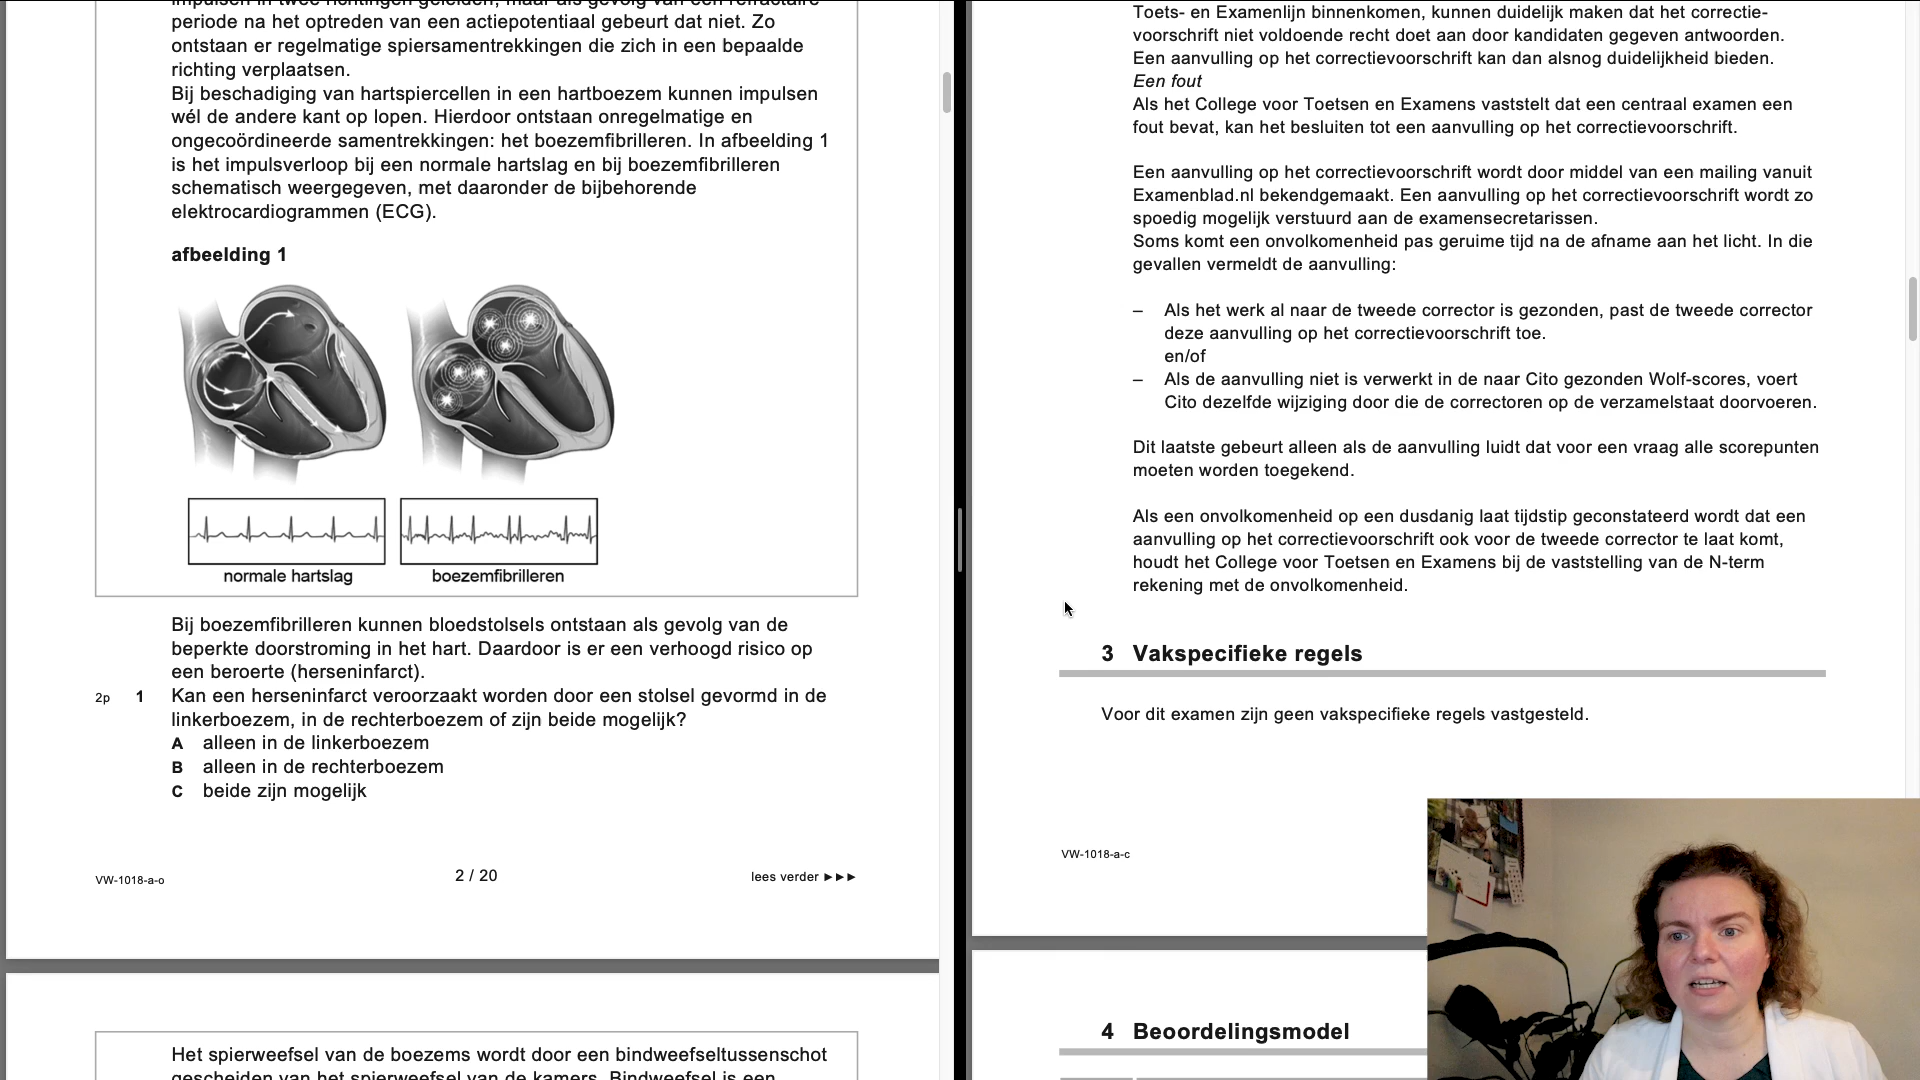 periode na het optreden van een actiepotentiaal gebeurt dat niet. Zo
ontstaan er regelmatige spiersamentrekkingen die zich in een bepaalde
richting verplaatsen.
Bij beschadiging van hartspiercellen in een hartboezem kunnen impulsen
wél de andere kant op lopen. Hierdoor ontstaan onregelmatige en
ongecoördineerde samentrekkingen: het boezemfibrilleren. In afbeelding 1
is het impulsverloop bij een normale hartslag en bij boezemfibrilleren
schematisch weergegeven, met daaronder de bijbehorende
elektrocardiogrammen (ECG).
afbeelding 1
normale hartslag
boezemfibrilleren
Bij boezemfibrilleren kunnen bloedstolsels ontstaan als gevolg van de
beperkte doorstroming in het hart. Daardoor is er een verhoogd risico op
een beroerte (herseninfarct).
2p 1 Kan een herseninfarct veroorzaakt worden door een stolsel gevormd in de
linkerboezem, in de rechterboezem of zijn beide mogelijk?
A alleen in de linkerboezem
B alleen in de rechterboezem
C beide zijn mogelijk
VW-1018-a-o 2 / 20 lees verder ►►►
Het spierweefsel van de boezems wordt door een bindweefseltussenschot
gescheiden van het spierweefsel van de kamers. Bindweefsel is een
Toets- en Examenlijn binnenkomen, kunnen duidelijk maken dat het correctie-
voorschrift niet voldoende recht doet aan door kandidaten gegeven antwoorden.
Een aanvulling op het correctievoorschrift kan dan alsnog duidelijkheid bieden.
Een fout
Als het College voor Toetsen en Examens vaststelt dat een centraal examen een
fout bevat, kan het besluiten tot een aanvulling op het correctievoorschrift.
Een aanvulling op het correctievoorschrift wordt door middel van een mailing vanuit
Examenblad.nl bekendgemaakt. Een aanvulling op het correctievoorschrift wordt zo
spoedig mogelijk verstuurd aan de examensecretarissen.
Soms komt een onvolkomenheid pas geruime tijd na de afname aan het licht. In die
gevallen vermeldt de aanvulling:
– Als het werk al naar de tweede corrector is gezonden, past de tweede corrector
deze aanvulling op het correctievoorschrift toe.
en/of
– Als de aanvulling niet is verwerkt in de naar Cito gezonden Wolf-scores, voert
Cito dezelfde wijziging door die de correctoren op de verzamelstaat doorvoeren.
Dit laatste gebeurt alleen als de aanvulling luidt dat voor een vraag alle scorepunten
moeten worden toegekend.
Als een onvolkomenheid op een dusdanig laat tijdstip geconstateerd wordt dat een
aanvulling op het correctievoorschrift ook voor de tweede corrector te laat komt,
houdt het College voor Toetsen en Examens bij de vaststelling van de N-term
rekening met de onvolkomenheid.
3 Vakspecifieke regels
Voor dit examen zijn geen vakspecifieke regels vastgesteld.
VW-1018-a-c
4 Beoordelingsmodel